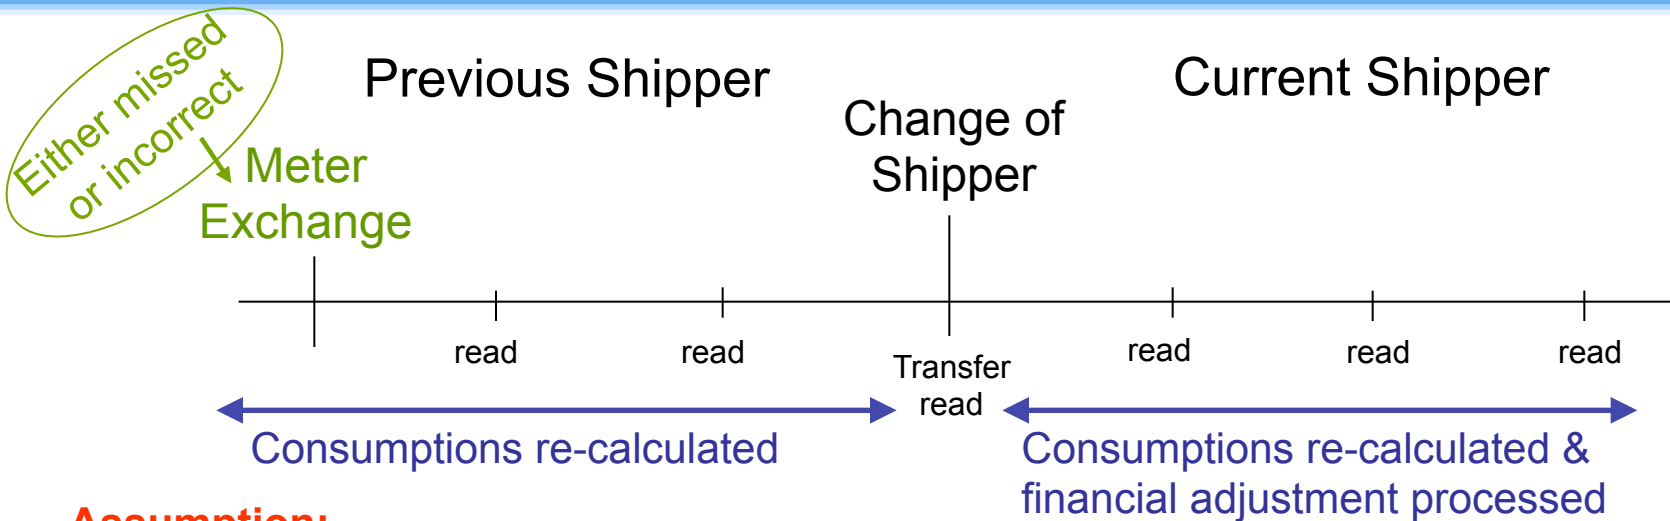 Either missed
or incorrect
Previous Shipper
Current Shipper
Change of
Shipper
Meter
Exchange
read
read
Transfer
read
read
read
read
Consumptions re-calculated
Consumptions re-calculated &
financial adjustment processed
Assumption: